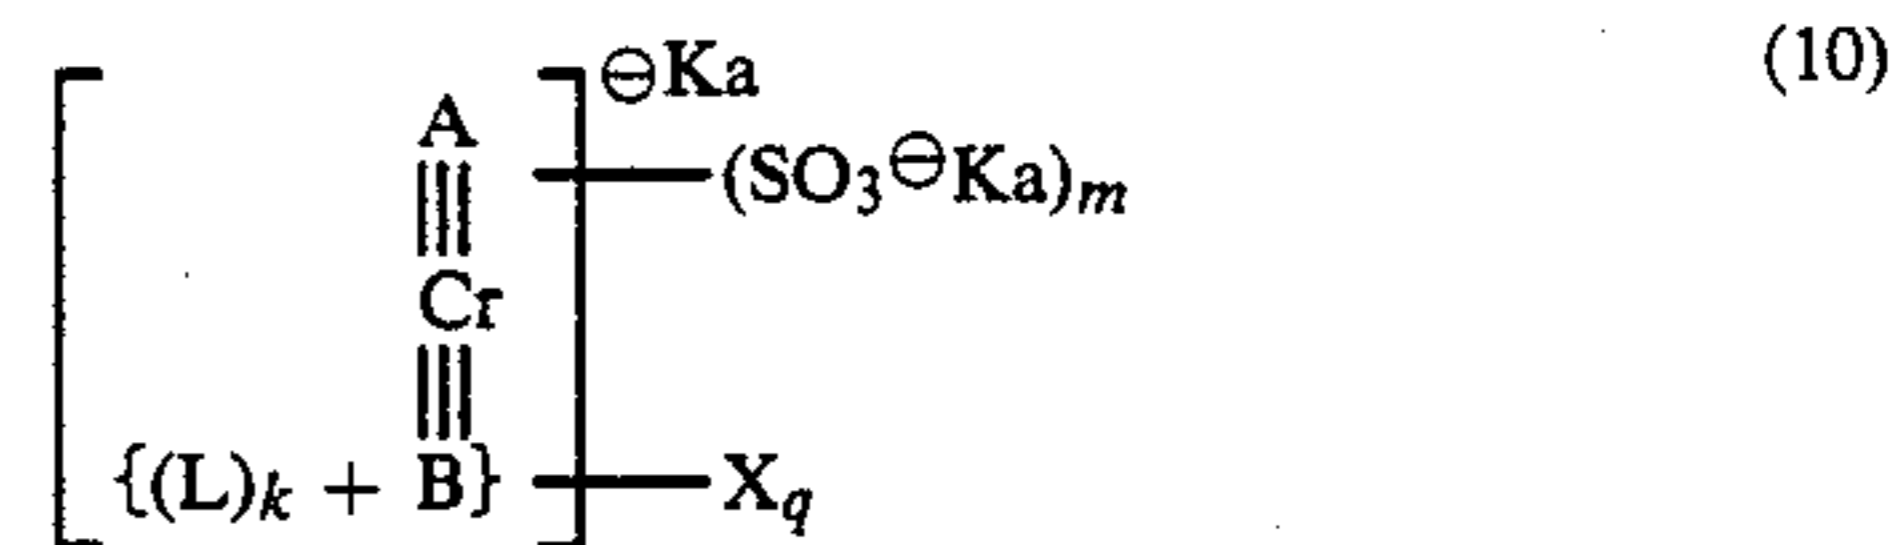 (10)
⊖Ka
A
(SO3⊖Ka)m
Cr
{(L)k + B} Xq